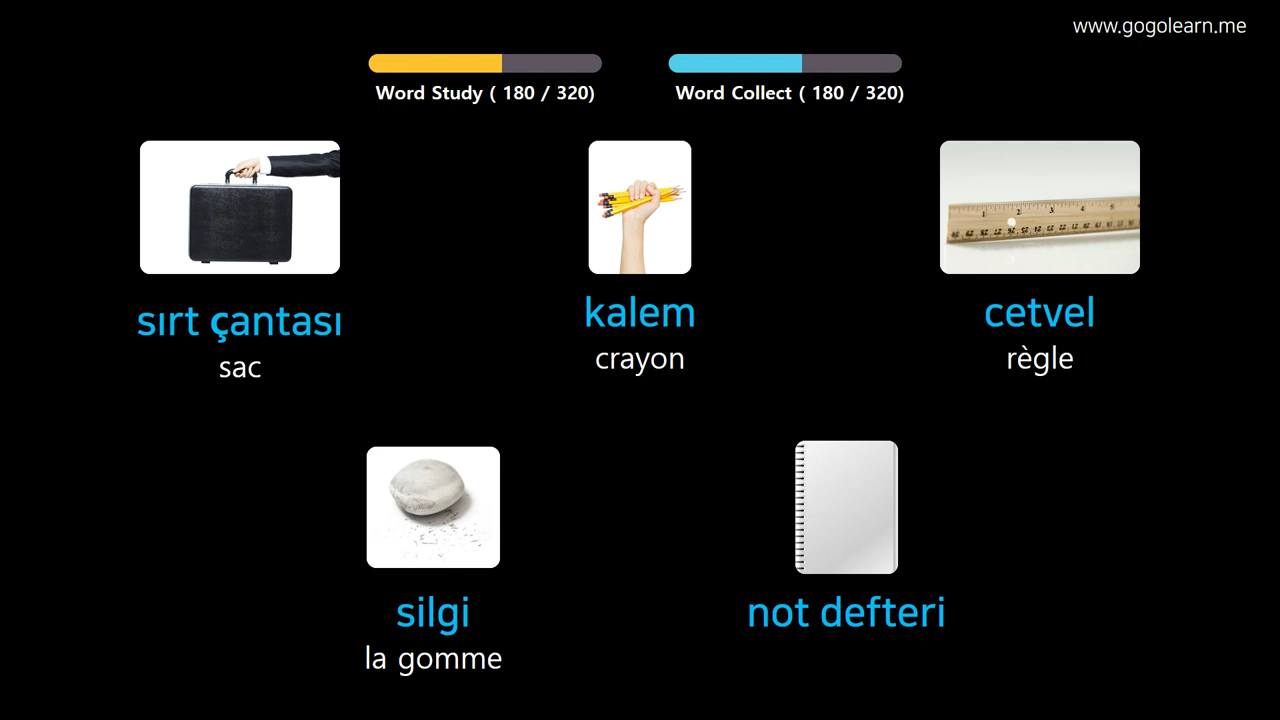 www.gogolearn.me
Word Study ( 180 / 320)
Word Collect ( 180 / 320)
sırt çantası
sac
kalem
crayon
cetvel
règle
silgi
la gomme
not defteri